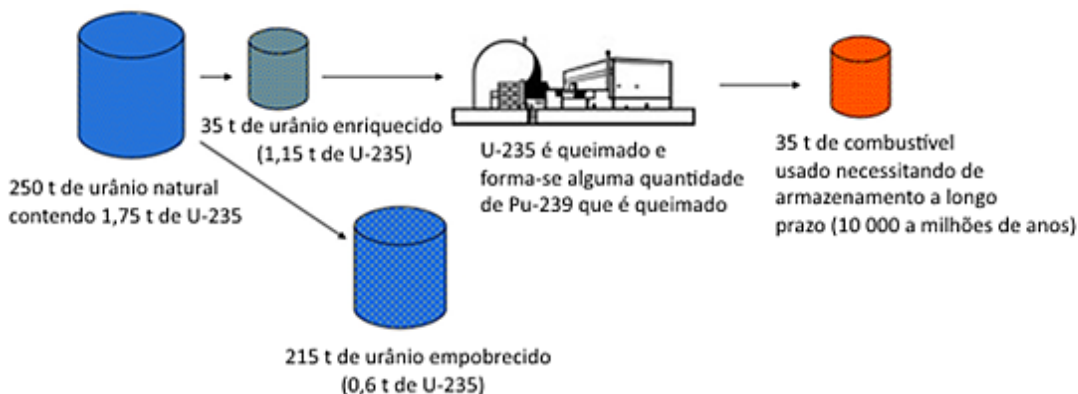 250 t de urânio natural
contendo 1,75 t de U-235
35 t de urânio enriquecido
(1,15 t de U-235)
215 t de urânio empobrecido
(0,6 t de U-235)
U-235 é queimado e
forma-se alguma quantidade
de Pu-239 que é queimado
35 t de combustível
usado necessitando de
armazenamento a longo
prazo (10 000 a milhões de anos)